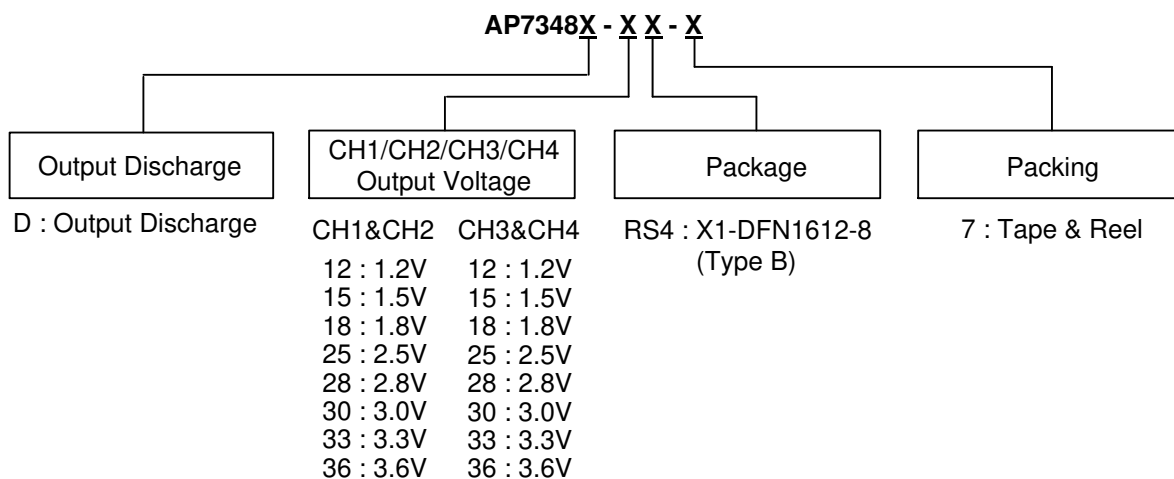 AP7348X - X X - X
Output Discharge
D : Output Discharge
CH1/CH2/CH3/CH4
Output Voltage
CH1&CH2 CH3&CH4
12 : 1.2V 12 : 1.2V
15 : 1.5V 15 : 1.5V
18 : 1.8V 18 : 1.8V
25 : 2.5V 25 : 2.5V
28 : 2.8V 28 : 2.8V
30 : 3.0V 30 : 3.0V
33 : 3.3V 33 : 3.3V
36 : 3.6V 36 : 3.6V
Package
RS4 : X1-DFN1612-8
(Type B)
Packing
7 : Tape & Reel